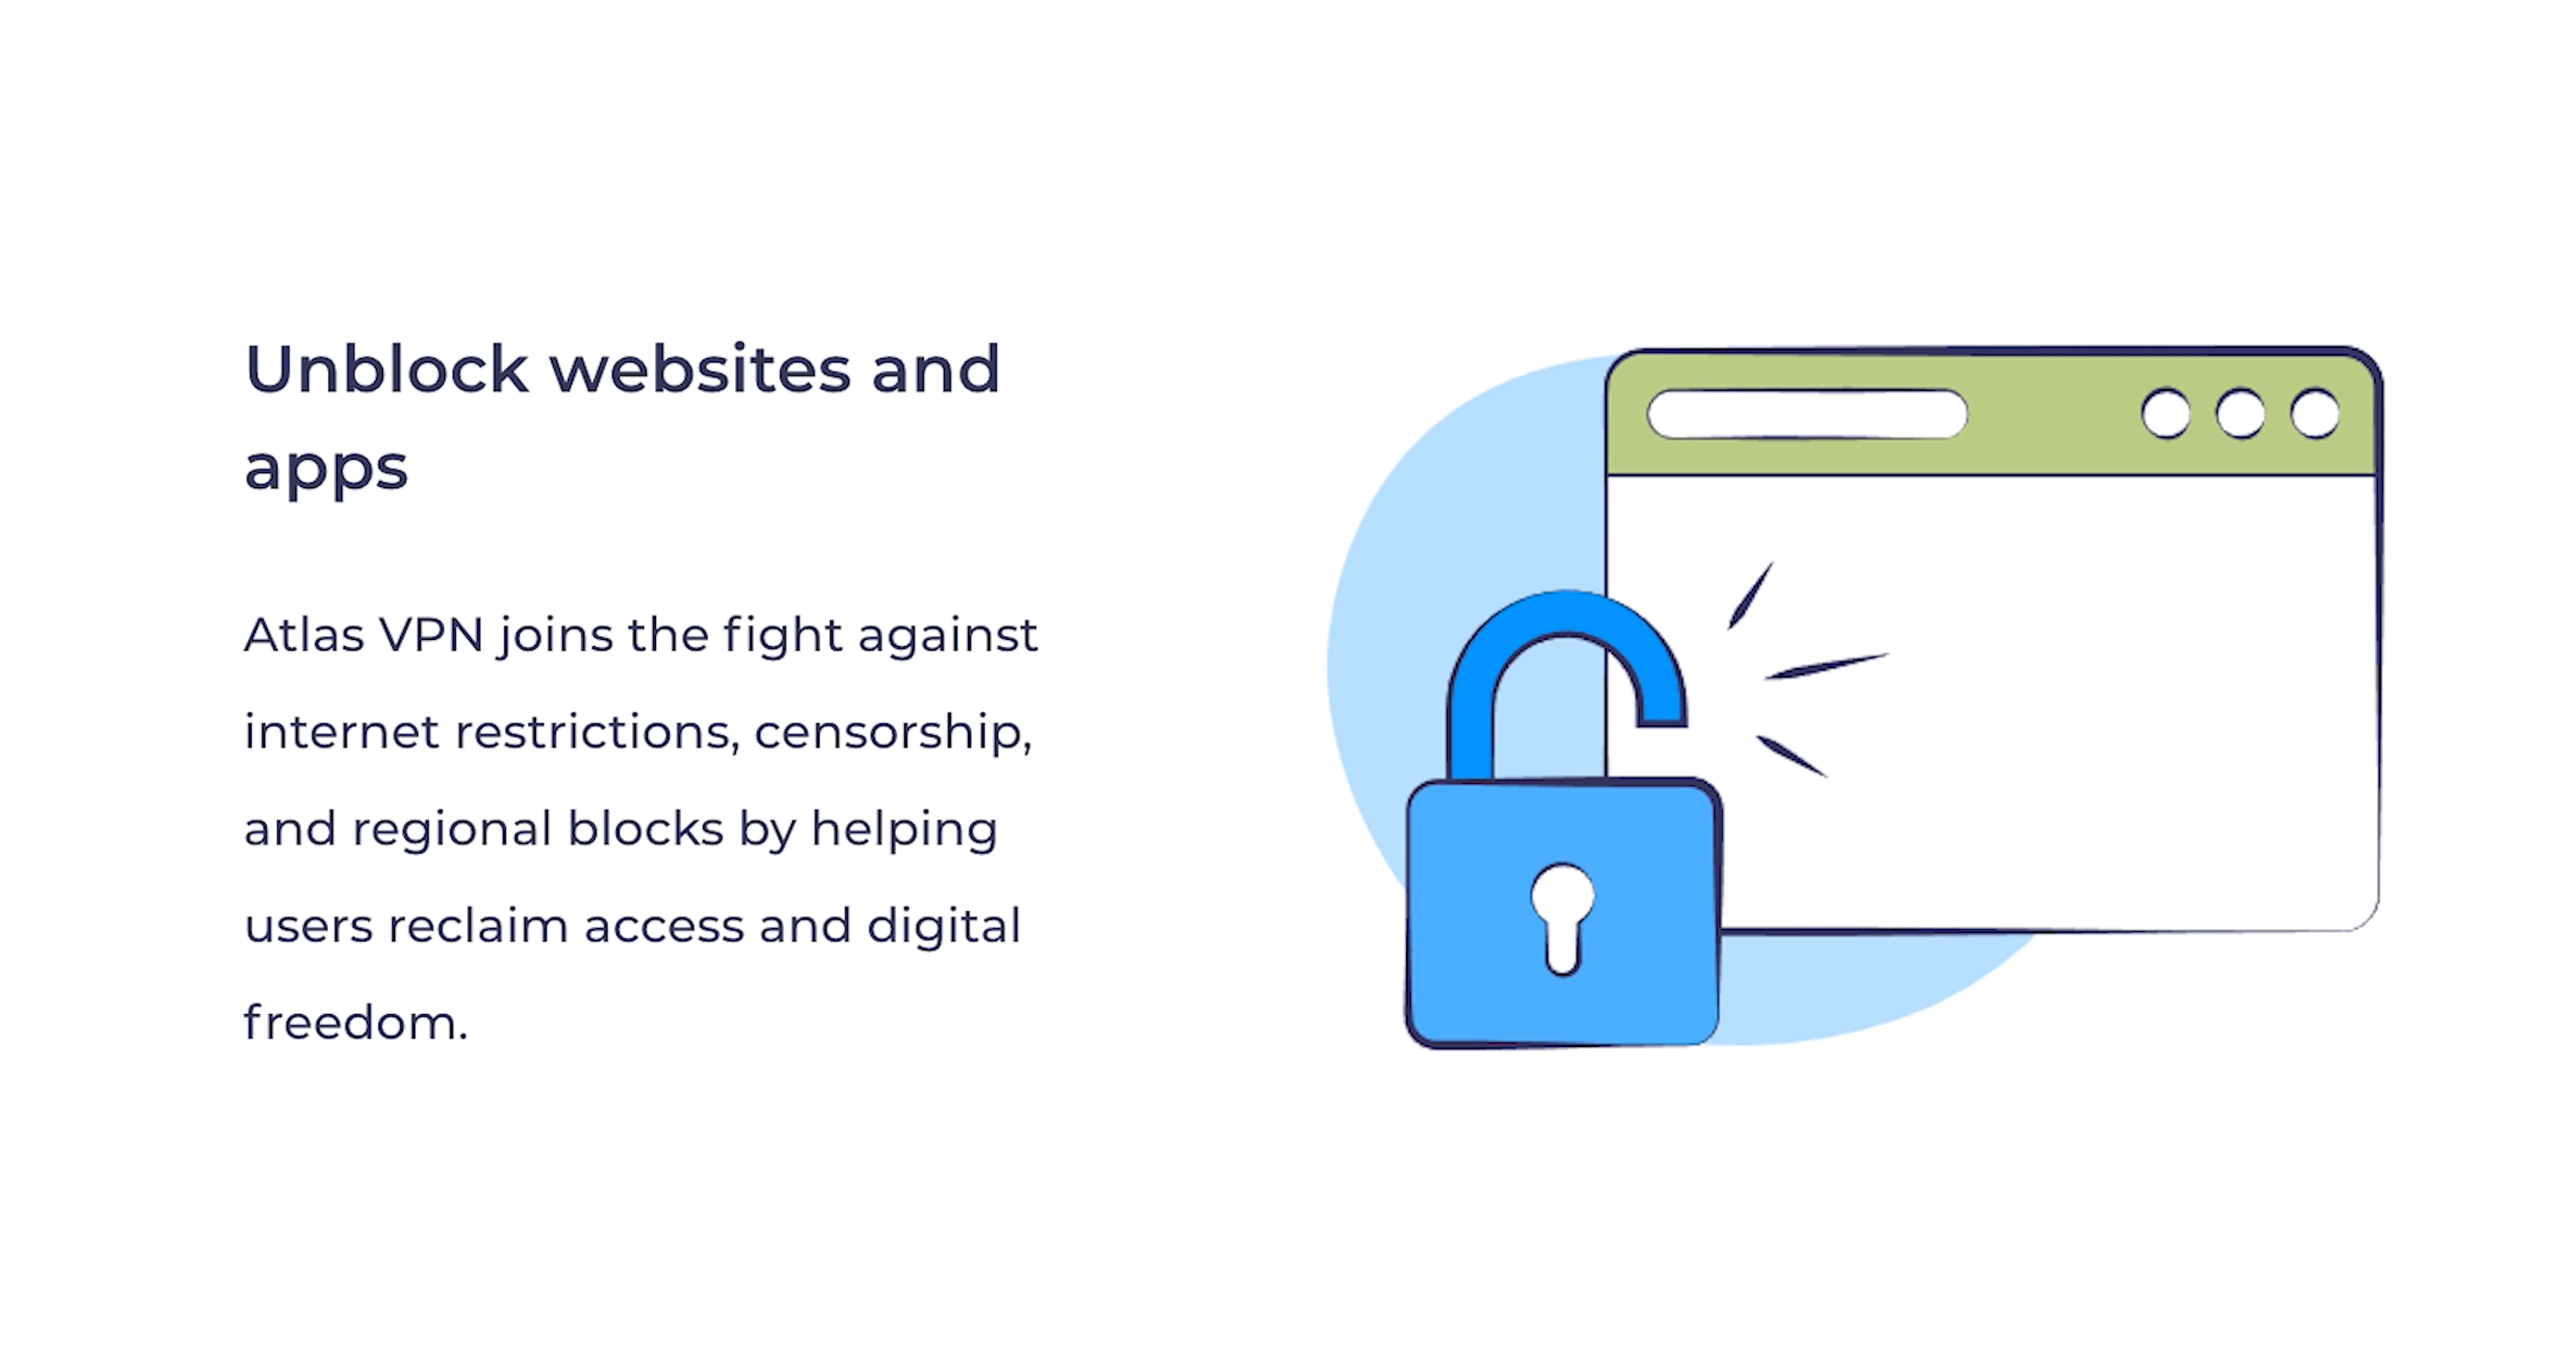 Unblock websites and
apps
Atlas VPN joins the fight against
internet restrictions, censorship,
and regional blocks by helping
users reclaim access and digital
freedom.